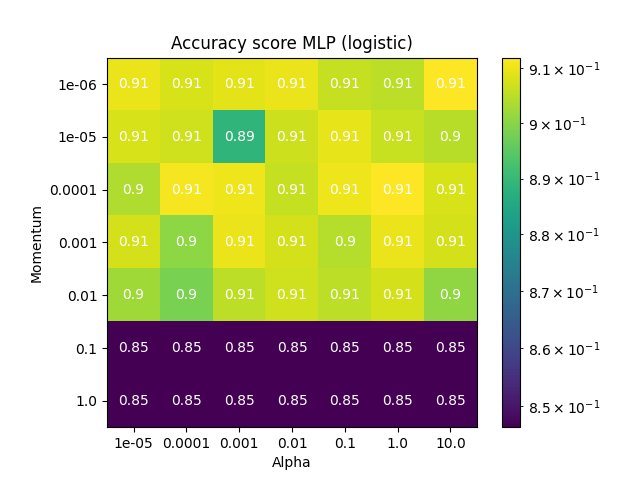 Accuracy score MLP (logistic)
Momentum
1e-06 0.91 0.91 0.91 0.91 0.91 0.91 0.91
1e-05 0.91 0.91 0.89 0.91 0.91 0.91 0.9
0.0001 0.9 0.91 0.91 0.91 0.91 0.91 0.91
0.001 0.91 0.9 0.91 0.91 0.9 0.91 0.91
0.01 0.9 0.9 0.91 0.91 0.91 0.91 0.9
0.1 0.85 0.85 0.85 0.85 0.85 0.85 0.85
1.0 0.85 0.85 0.85 0.85 0.85 0.85 0.85
1e-05 0.0001 0.001 0.01 0.1 1.0 10.0
Alpha
9.1 × 10⁻¹
9 × 10⁻¹
8.9 × 10⁻¹
8.8 × 10⁻¹
8.7 × 10⁻¹
8.6 × 10⁻¹
8.5 × 10⁻¹